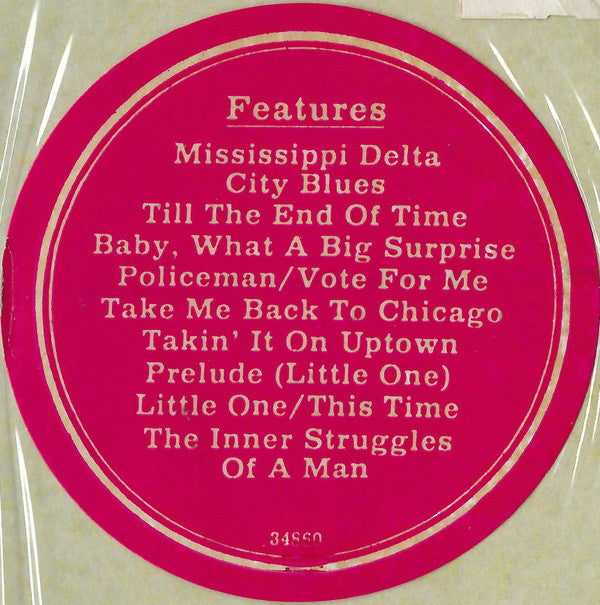 Features
Mississippi Delta
City Blues
Till The End Of Time
Baby, What A Big Surprise
Policeman/Vote For Me
Take Me Back To Chicago
Takin' It On Uptown
Prelude (Little One)
Little One/This Time
The Inner Struggles
Of A Man
34860